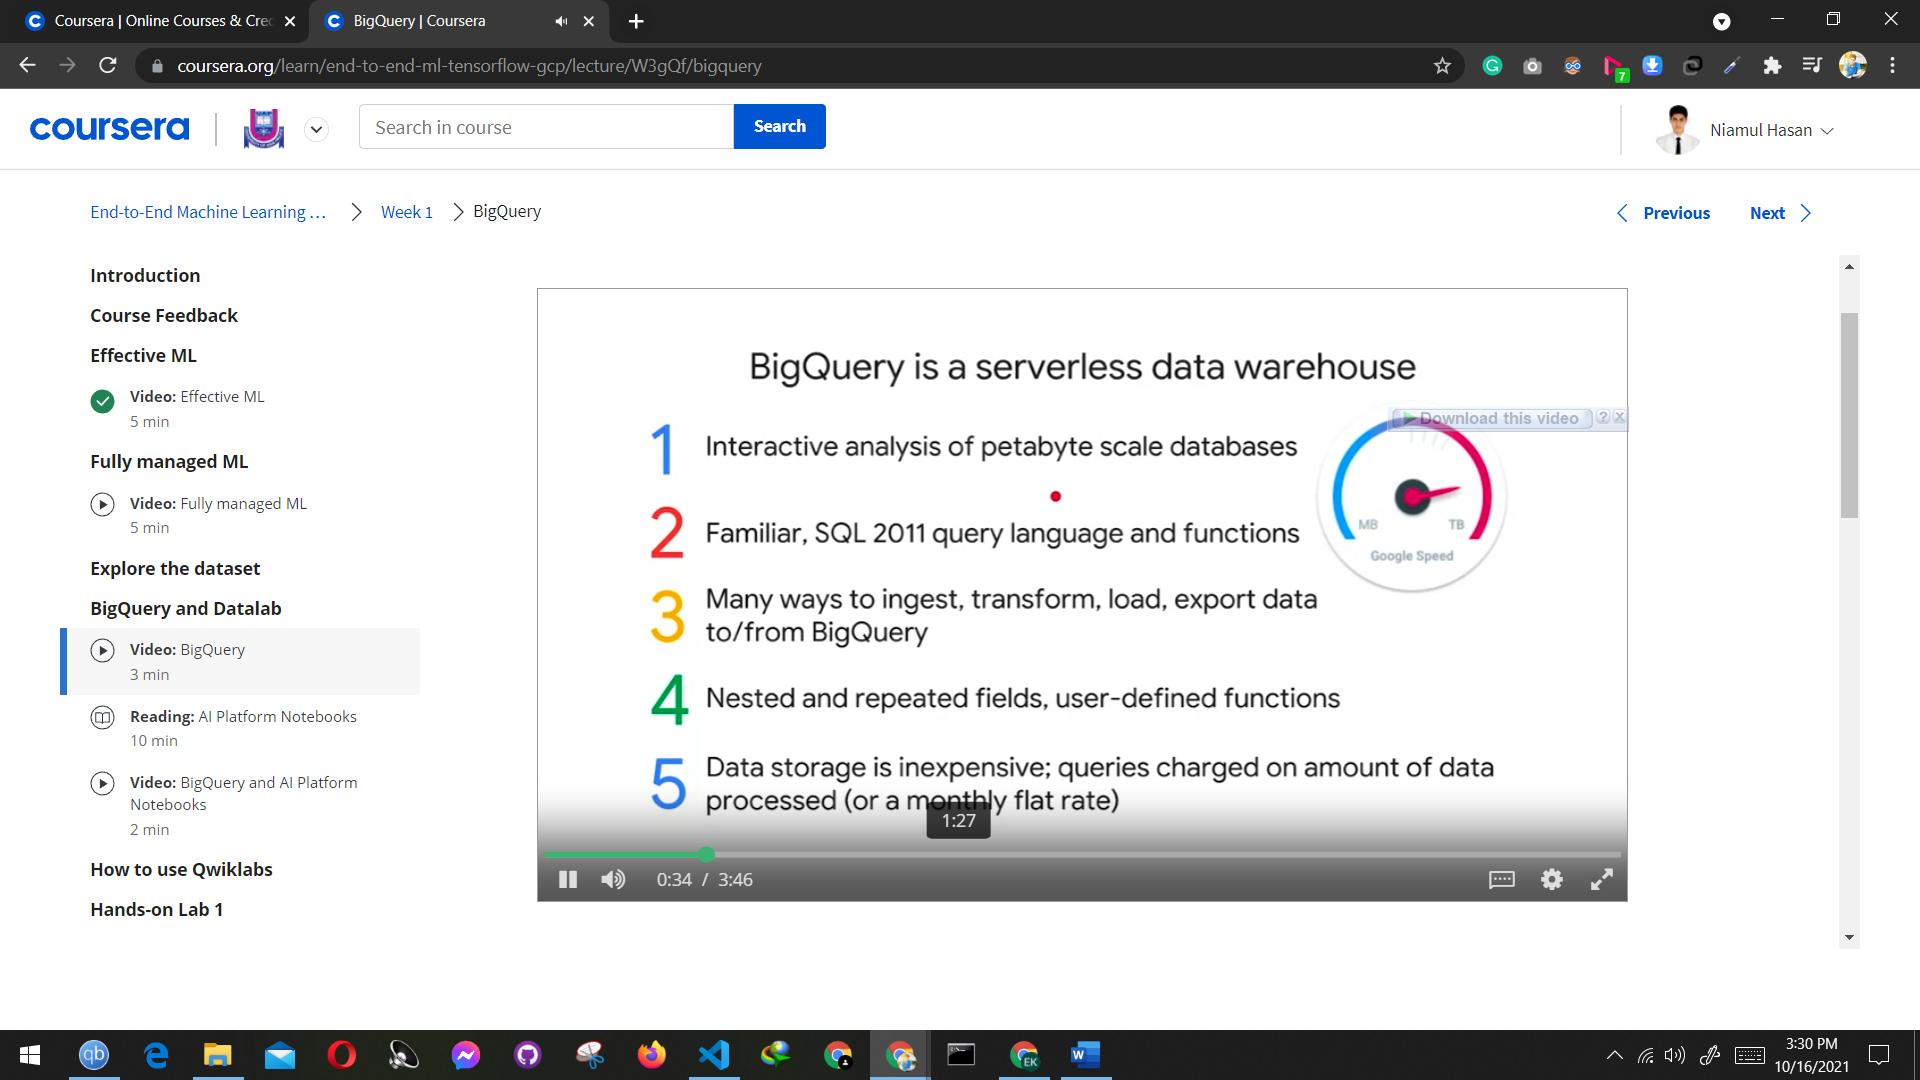 Coursera | Online Courses & Cre
BigQuery | Coursera
coursera.org/learn/end-to-end-ml-tensorflow-gcp/lecture/W3gQf/bigquery
7
coursera
Search in course
Search
Niamul Hasan
End-to-End Machine Learning ...
Week 1
BigQuery
Previous
Next
Introduction
Course Feedback
Effective ML
Video: Effective ML
5 min
Fully managed ML
Video: Fully managed ML
5 min
Explore the dataset
BigQuery and Datalab
Video: BigQuery
3 min
Reading: AI Platform Notebooks
10 min
Video: BigQuery and AI Platform
Notebooks
2 min
How to use Qwiklabs
Hands-on Lab 1
BigQuery is a serverless data warehouse
Download this video
1 Interactive analysis of petabyte scale databases
2 Familiar, SQL 2011 query language and functions
3 Many ways to ingest, transform, load, export data
to/from BigQuery
4 Nested and repeated fields, user-defined functions
5 Data storage is inexpensive; queries charged on amount of data
processed (or a monthly flat rate)
MB TB
Google Speed
1:27
0:34 / 3:46
qb
EK
W
3:30 PM
10/16/2021